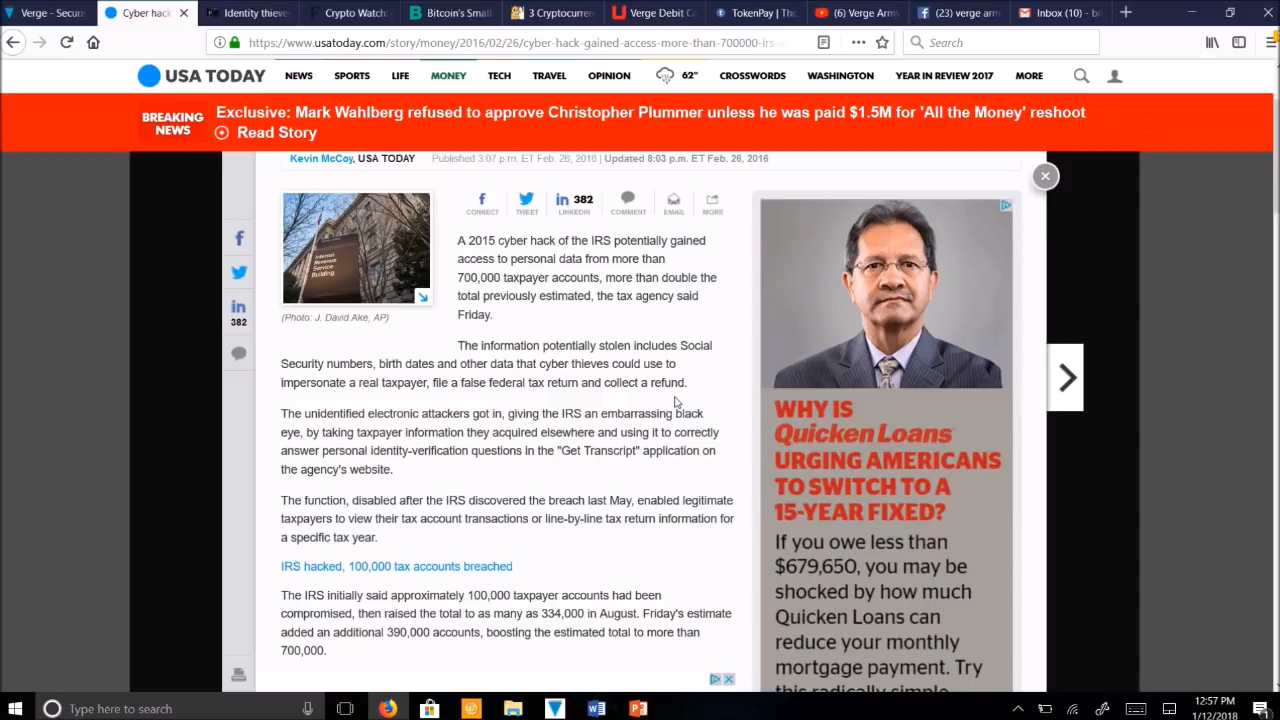 Verge - Secure
Cyber hack
Identity thieve
Crypto Watch
Bitcoin's Small
3 Cryptocurren
Verge Debit C
TokenPay | Th
(6) Verge Arm
(23) verge arm
Inbox (10) - bi
https://www.usatoday.com/story/money/2016/02/26/cyber-hack-gained-access-more-than-700000-irs-a
Search
USA TODAY
NEWS
SPORTS
LIFE
MONEY
TECH
TRAVEL
OPINION
62°
CROSSWORDS
WASHINGTON
YEAR IN REVIEW 2017
MORE
BREAKING
NEWS
Exclusive: Mark Wahlberg refused to approve Christopher Plummer unless he was paid $1.5M for 'All the Money' reshoot
Read Story
Kevin McCoy, USA TODAY Published 3:07 p.m. ET Feb. 26, 2016 | Updated 8:03 p.m. ET Feb. 26, 2016
Internal
Revenue
Service
Building
(Photo: J. David Ake, AP)
CONNECT
TWEET
382
LINKEDIN
COMMENT
EMAIL
MORE
382
A 2015 cyber hack of the IRS potentially gained
access to personal data from more than
700,000 taxpayer accounts, more than double the
total previously estimated, the tax agency said
Friday.
The information potentially stolen includes Social
Security numbers, birth dates and other data that cyber thieves could use to
impersonate a real taxpayer, file a false federal tax return and collect a refund.
The unidentified electronic attackers got in, giving the IRS an embarrassing black
eye, by taking taxpayer information they acquired elsewhere and using it to correctly
answer personal identity-verification questions in the "Get Transcript" application on
the agency's website.
The function, disabled after the IRS discovered the breach last May, enabled legitimate
taxpayers to view their tax account transactions or line-by-line tax return information for
a specific tax year.
IRS hacked, 100,000 tax accounts breached
The IRS initially said approximately 100,000 taxpayer accounts had been
compromised, then raised the total to as many as 334,000 in August. Friday's estimate
added an additional 390,000 accounts, boosting the estimated total to more than
700,000.
WHY IS
Quicken Loans
URGING AMERICANS
TO SWITCH TO A
15-YEAR FIXED?
If you owe less than
$679,650, you may be
shocked by how much
Quicken Loans can
reduce your monthly
mortgage payment. Try
this radically simple
Type here to search
12:57 PM
1/12/2018